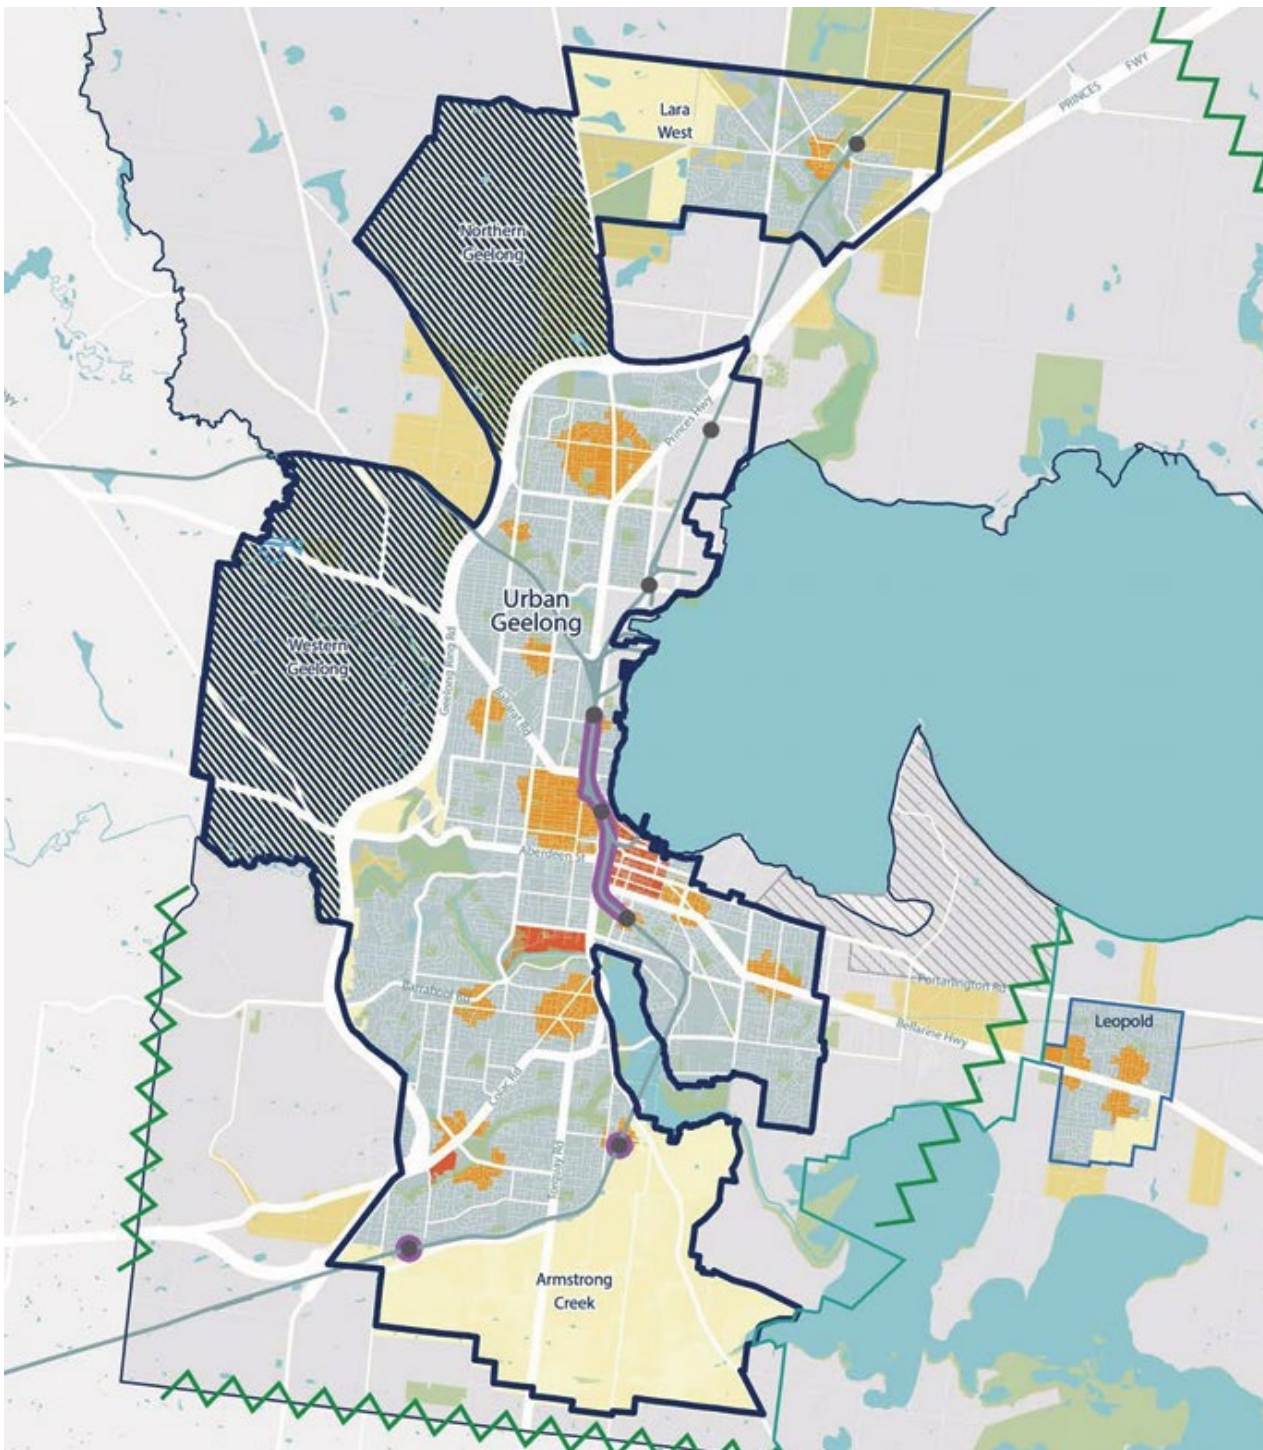 PRINCES FWY
Lara
West
Northern
Geelong
WY
Princes Hwy
Urban
Geelong
Western
Geelong
Geelong Ring Rd
Ballarat Rd
Aberdeen St
Portarlington Rd
Barrabool Rd
Leopold
Bellarine Hwy
Colac Rd
Torquay Rd
Armstrong
Creek